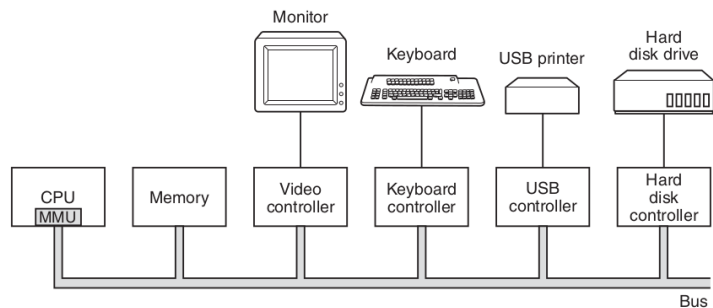 Monitor
Keyboard
USB printer
Hard
disk drive
CPU
MMU
Memory
Video
controller
Keyboard
controller
USB
controller
Hard
disk
controller
Bus